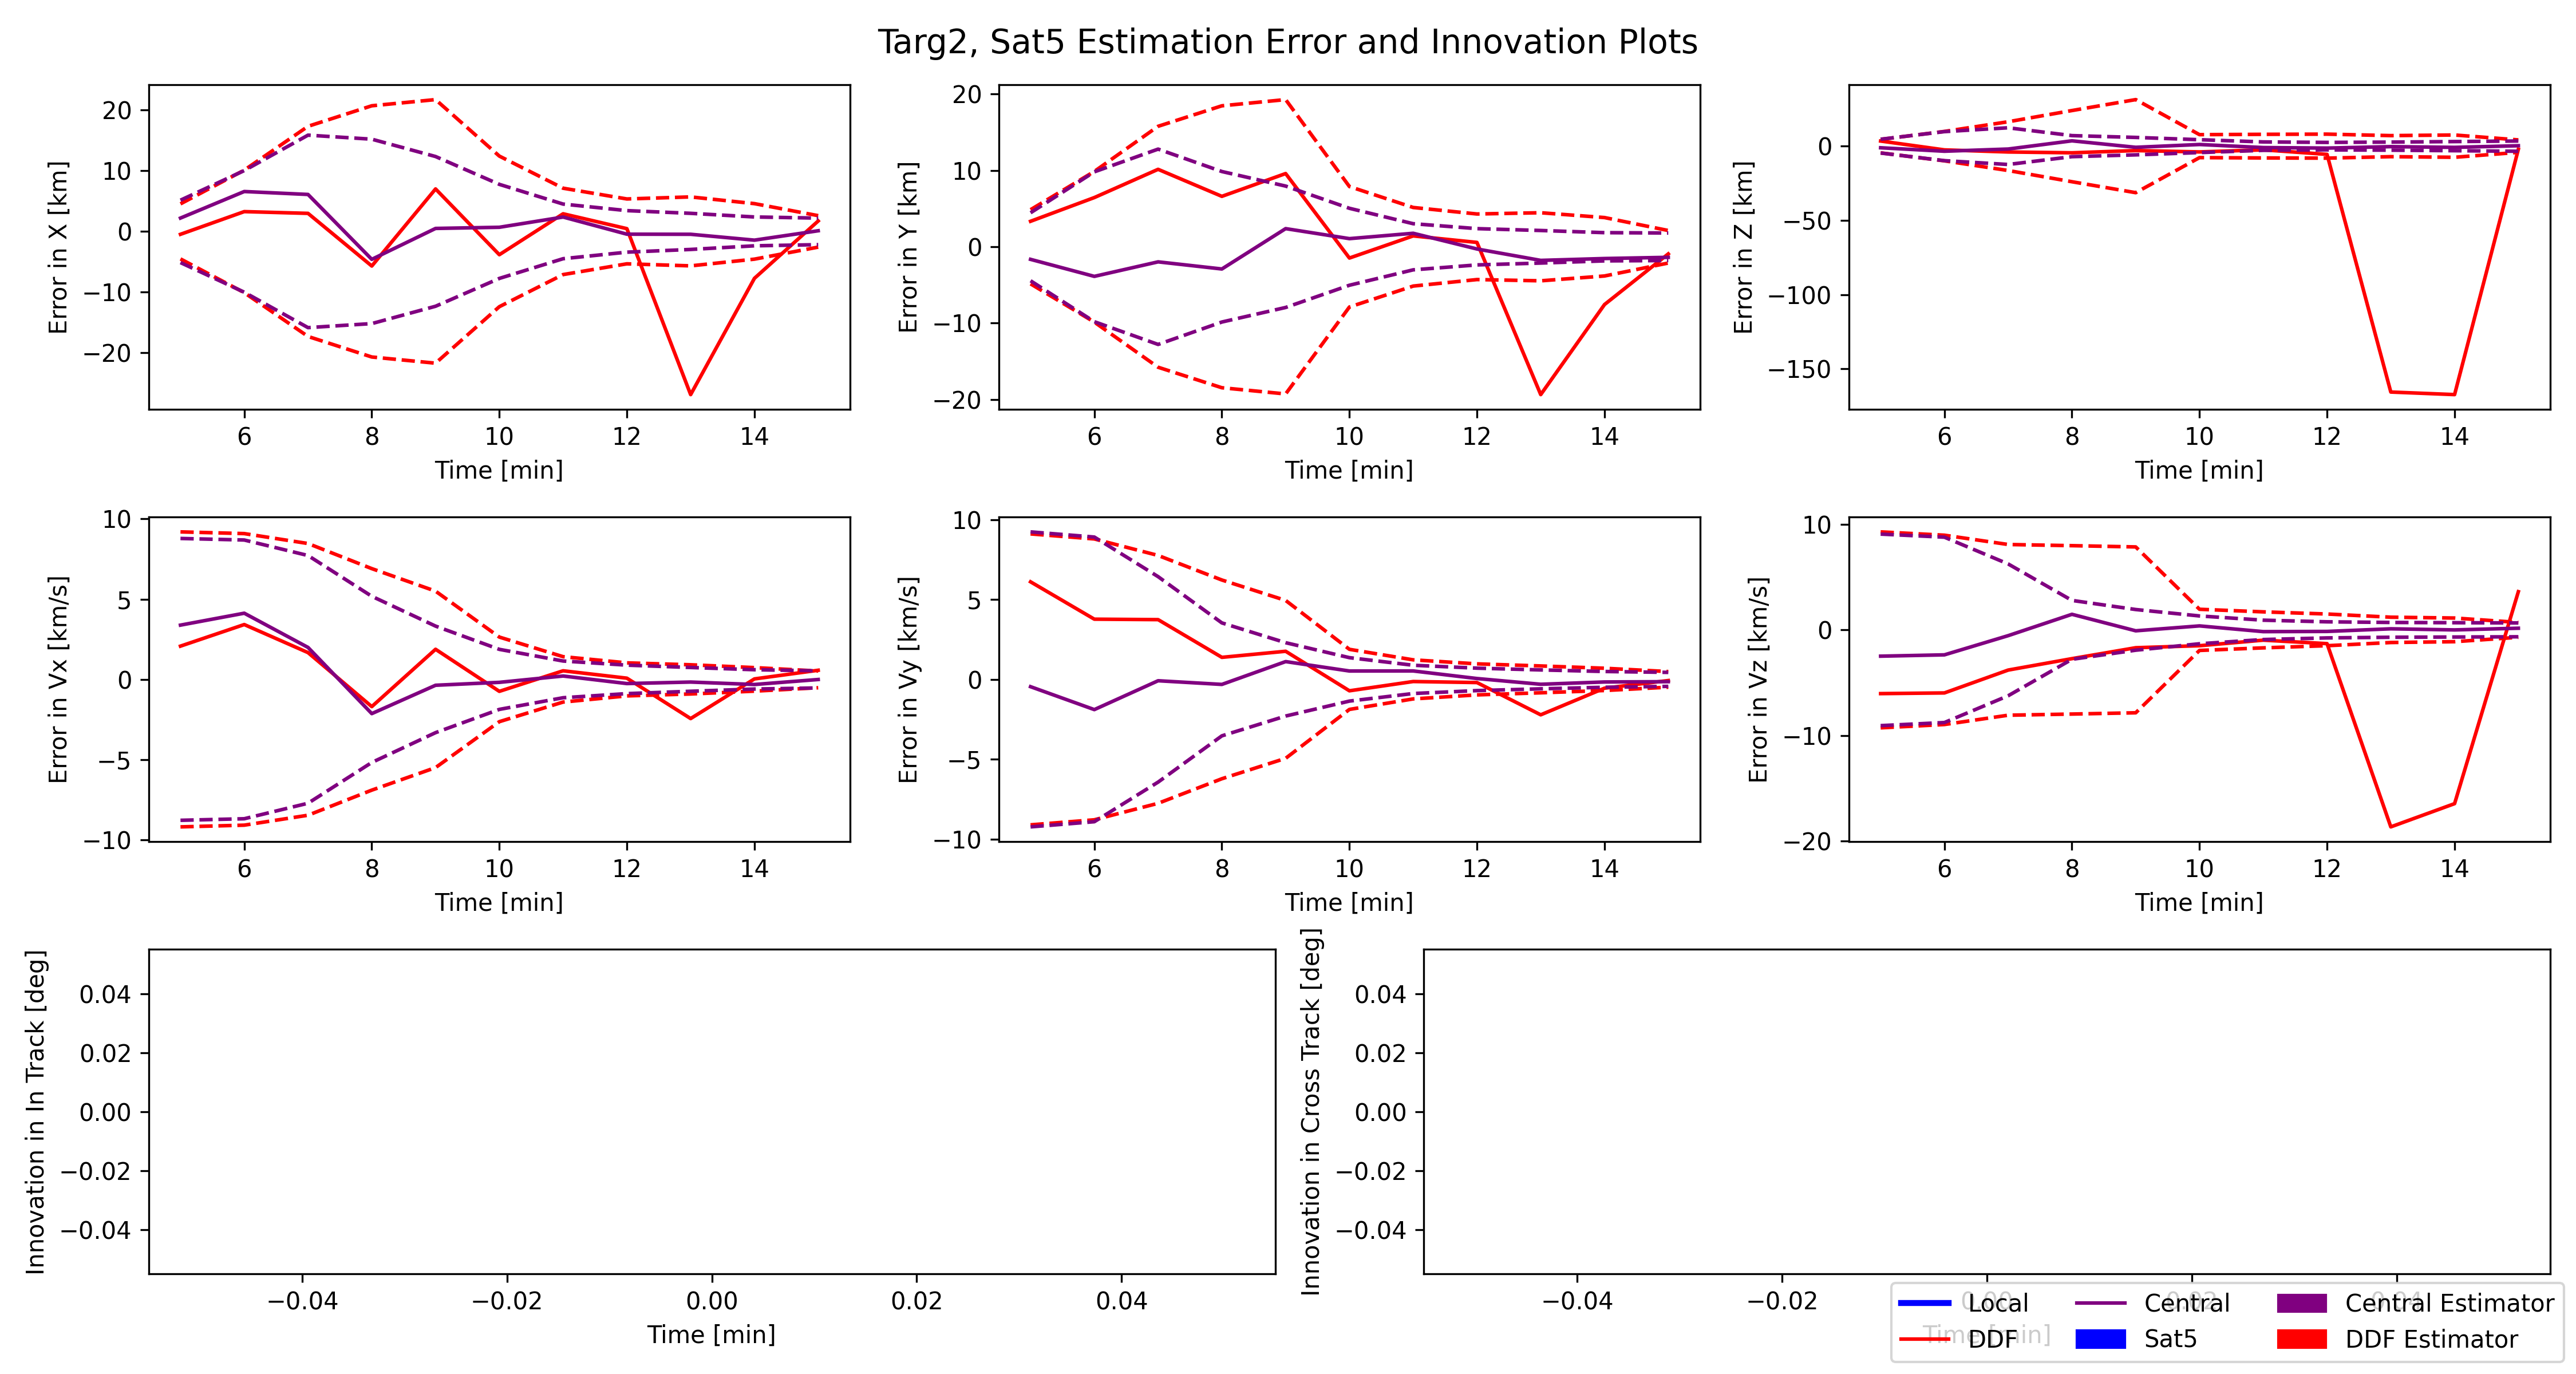 Targ2, Sat5 Estimation Error and Innovation Plots
Error in X [km]
20
10
0
−10
−20
6 8 10 12 14
Time [min]
Error in Y [km]
20
10
0
−10
−20
6 8 10 12 14
Time [min]
Error in Z [km]
0
−50
−100
−150
6 8 10 12 14
Time [min]
Error in Vx [km/s]
10
5
0
−5
−10
6 8 10 12 14
Time [min]
Error in Vy [km/s]
10
5
0
−5
−10
6 8 10 12 14
Time [min]
Error in Vz [km/s]
10
0
−10
−20
6 8 10 12 14
Time [min]
Innovation in In Track [deg]
0.04
0.02
0.00
−0.02
−0.04
−0.04 −0.02 0.00 0.02 0.04
Time [min]
Innovation in Cross Track [deg]
0.04
0.02
0.00
−0.02
−0.04
−0.04 −0.02 0.00 0.02 0.04
Time [min]
Local
DDF
Central
Sat5
Central Estimator
DDF Estimator